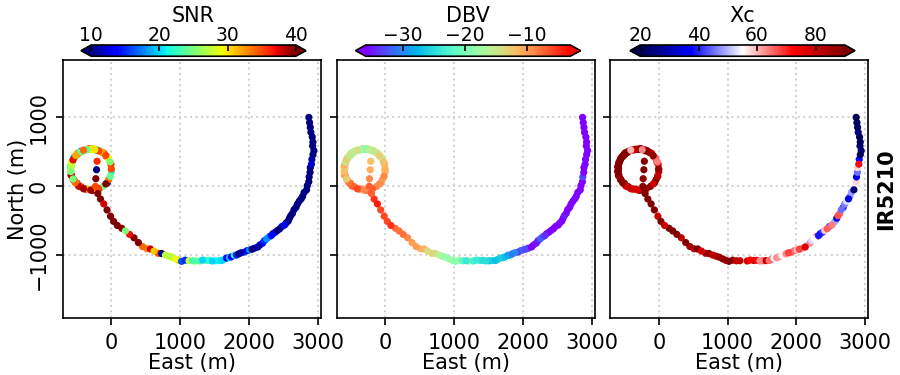 SNR DBV Xc
10 20 30 40 −30 −20 −10 20 40 60 80
North (m)
1000
0
−1000
IR5210
0 1000 2000 3000 0 1000 2000 3000 0 1000 2000 3000
East (m) East (m) East (m)